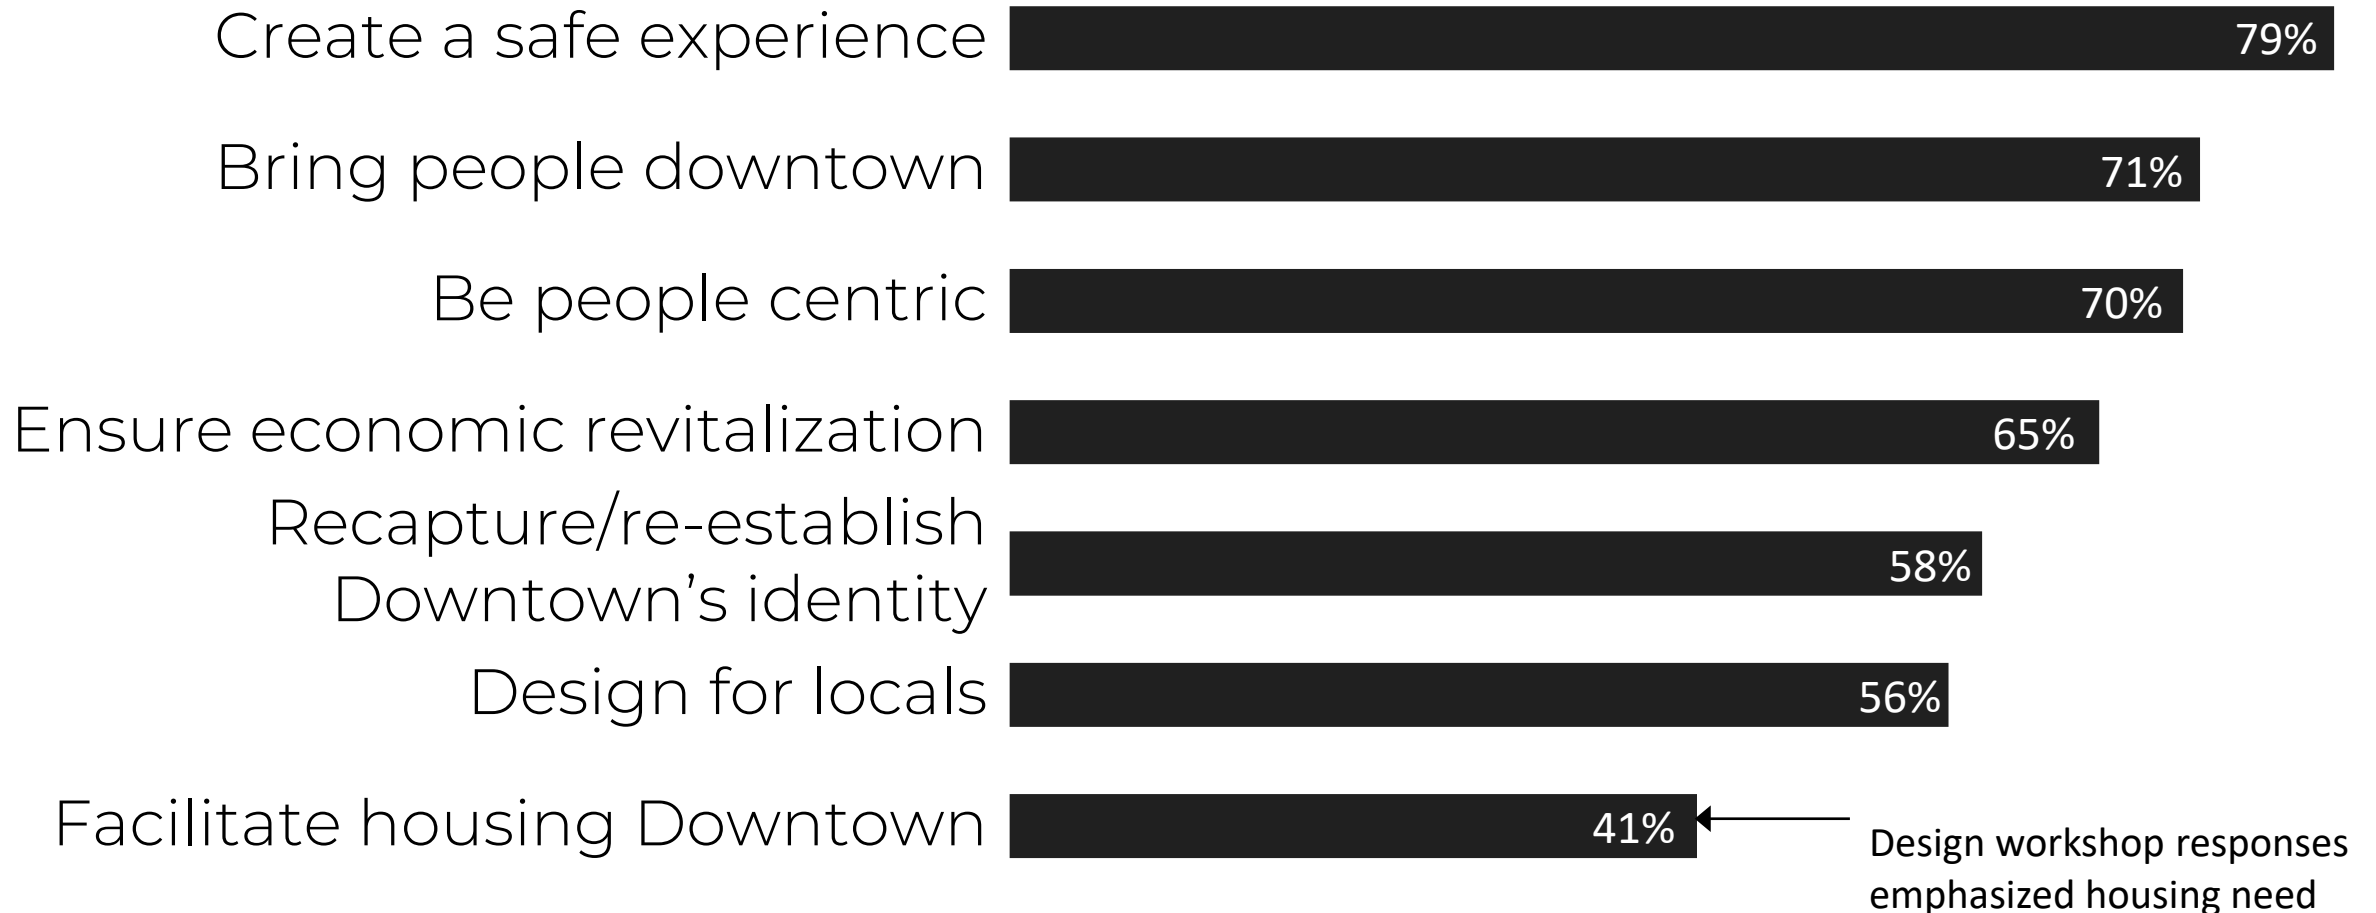 Create a safe experience 79%
Bring people downtown 71%
Be people centric 70%
Ensure economic revitalization 65%
Recapture/re-establish
Downtown’s identity 58%
Design for locals 56%
Facilitate housing Downtown 41%
Design workshop responses
emphasized housing need